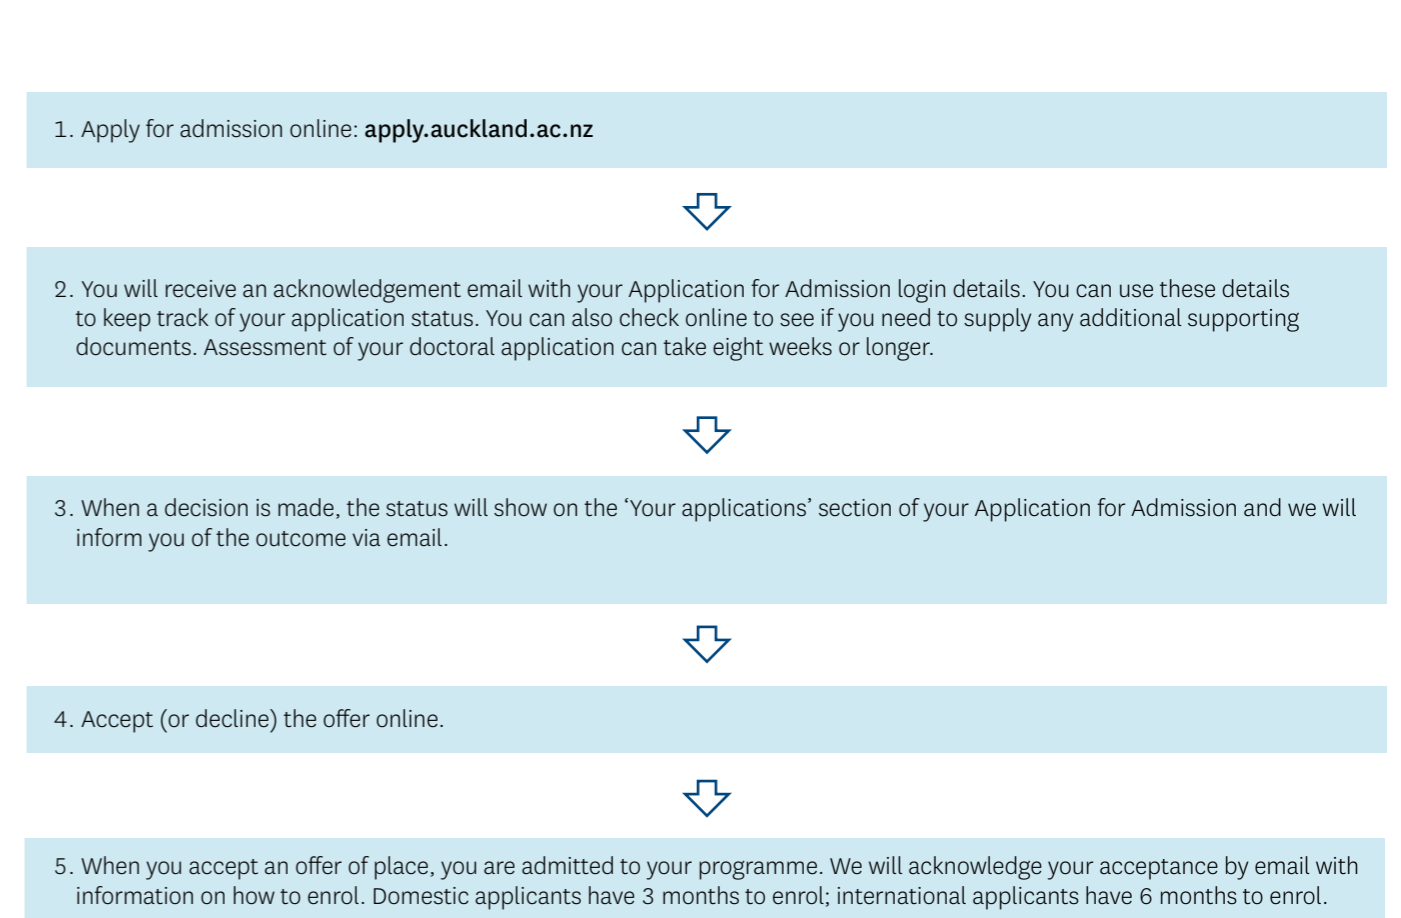 1. Apply for admission online: apply.auckland.ac.nz
2. You will receive an acknowledgement email with your Application for Admission login details. You can use these details
to keep track of your application status. You can also check online to see if you need to supply any additional supporting
documents. Assessment of your doctoral application can take eight weeks or longer.
3. When a decision is made, the status will show on the ‘Your applications’ section of your Application for Admission and we will
inform you of the outcome via email.
4. Accept (or decline) the offer online.
5. When you accept an offer of place, you are admitted to your programme. We will acknowledge your acceptance by email with
information on how to enrol. Domestic applicants have 3 months to enrol; international applicants have 6 months to enrol.